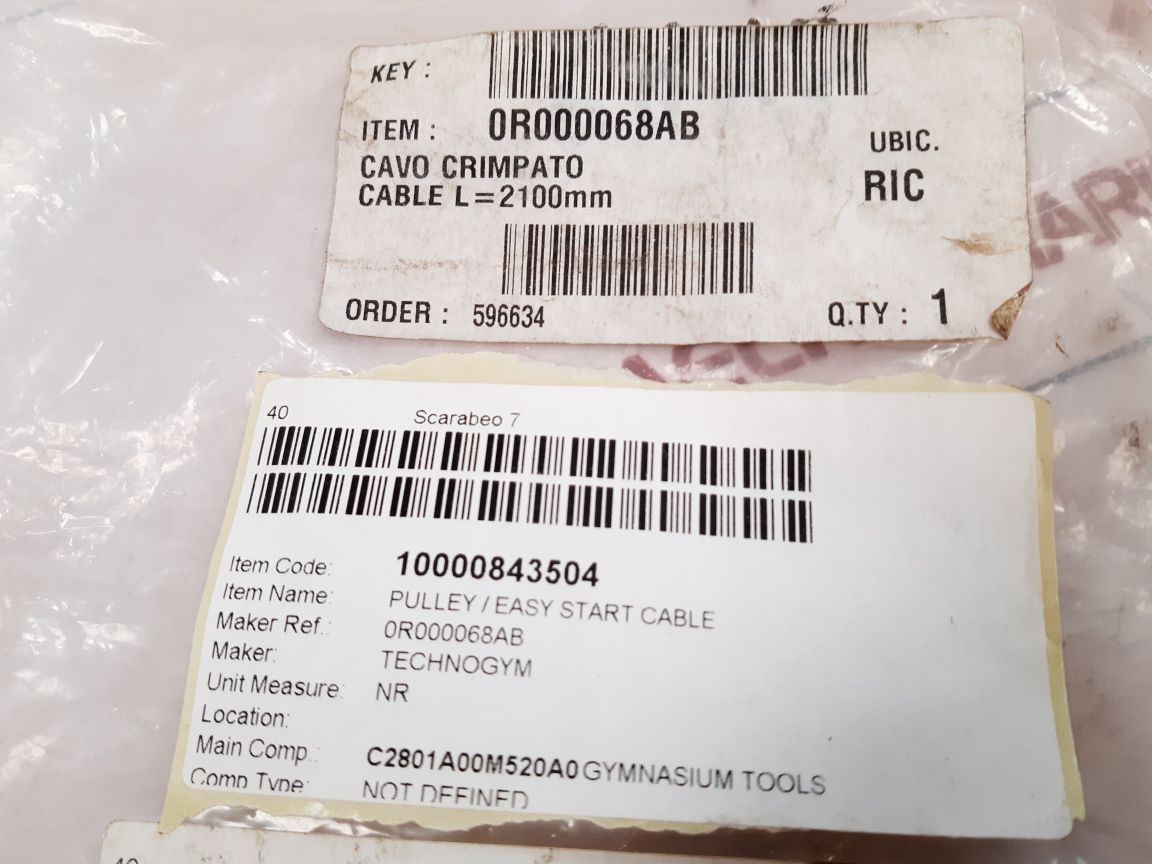 KEY :
ITEM : 0R000068AB
UBIC.
CAVO CRIMPATO
RIC
CABLE L=2100mm
ORDER : 596634
Q.TY : 1
40 Scarabeo 7
Item Code: 10000843504
Item Name: PULLEY / EASY START CABLE
Maker Ref.: 0R000068AB
Maker: TECHNOGYM
Unit Measure: NR
Location:
Main Comp.: C2801A00M520A0 GYMNASIUM TOOLS
Comp Type: NOT DEFINED
40